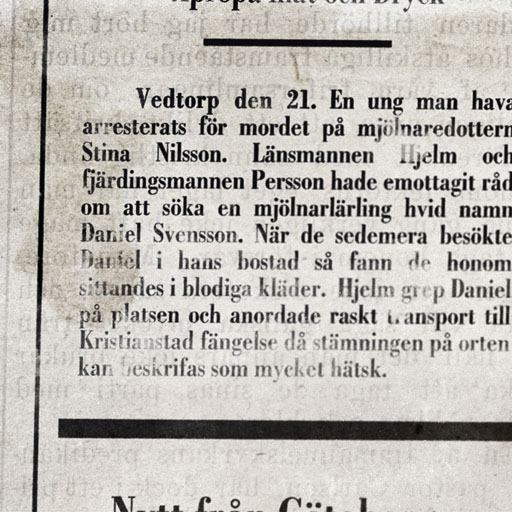 Apropå Mat och Dryck
Vedtorp den 21. En ung man hava
arresterats för mordet på mjölnaredottern
Stina Nilsson. Länsmannen Hjelm och
fjärdingsmannen Persson hade emottagit råd
om att söka en mjölnarlärling hvid namn
Daniel Svensson. När de sedemera besökte
Daniel i hans bostad så fann de honom
sittandes i blodiga kläder. Hjelm grep Daniel
på platsen och anordade raskt transport till
Kristianstad fängelse då stämningen på orten
kan beskrifas som mycket hätsk.
Nytt från